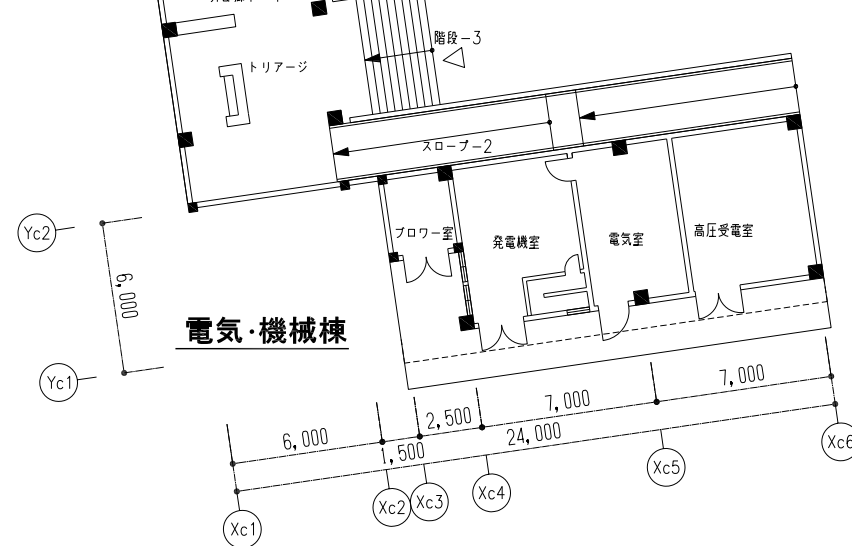 階段-3
トリアージ
スロープ-2
Yc2
ブロワー室
発電機室
電気室
高圧受電室
6,000
電気・機械棟
Yc1
6,000
1,500
2,500
7,000
7,000
24,000
Xc1
Xc2
Xc3
Xc4
Xc5
Xc6